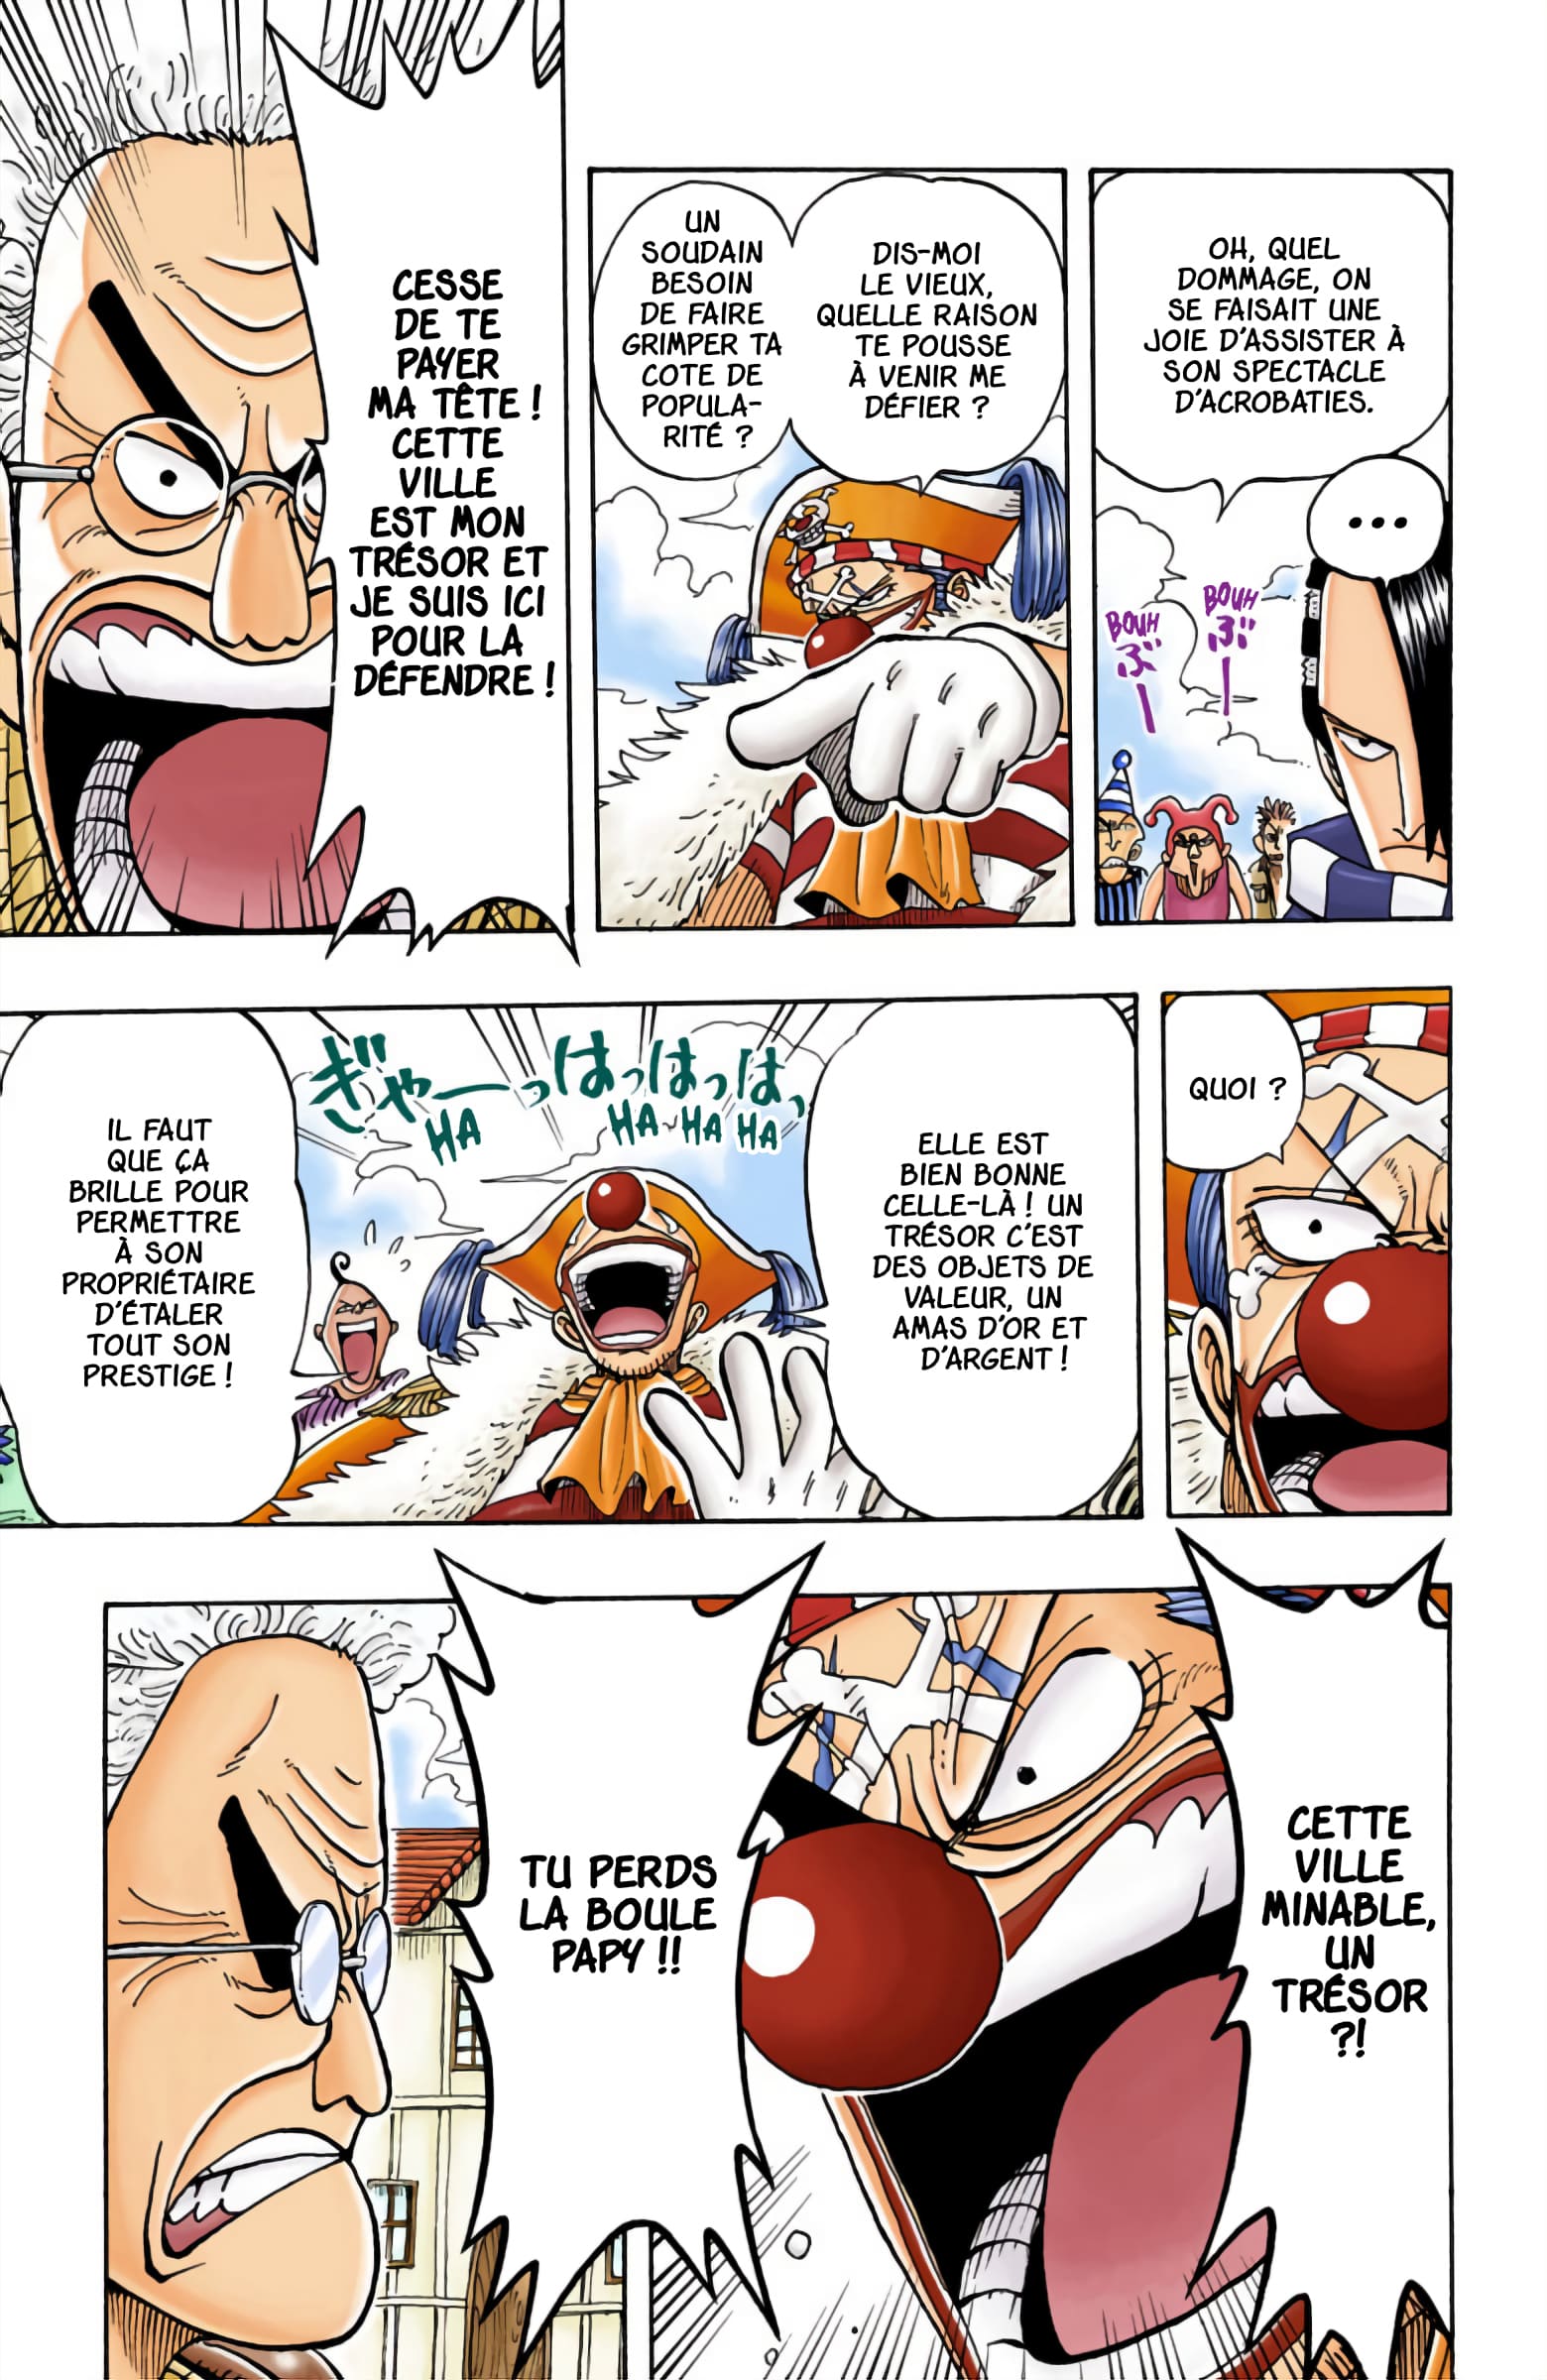 OH, QUEL
DOMMAGE, ON
SE FAISAIT UNE
JOIE D'ASSISTER À
SON SPECTACLE
D'ACROBATIES.
...
BOUH
ぶー
BOUH
ぶー
DIS-MOI
LE VIEUX,
QUELLE RAISON
TE POUSSE
À VENIR ME
DÉFIER ?
UN
SOUDAIN
BESOIN
DE FAIRE
GRIMPER TA
COTE DE
POPULA-
RITÉ ?
CESSE
DE TE
PAYER
MA TÊTE !
CETTE
VILLE
EST MON
TRÉSOR ET
JE SUIS ICI
POUR LA
DÉFENDRE !
QUOI ?
ELLE EST
BIEN BONNE
CELLE-LÀ ! UN
TRÉSOR C'EST
DES OBJETS DE
VALEUR, UN
AMAS D'OR ET
D'ARGENT !
ぎゃーっはっはっはっ
HA HA HA HA
IL FAUT
QUE ÇA
BRILLE POUR
PERMETTRE
À SON
PROPRIÉTAIRE
D'ÉTALER
TOUT SON
PRESTIGE !
CETTE
VILLE
MINABLE,
UN
TRÉSOR
?!
TU PERDS
LA BOULE
PAPY !!